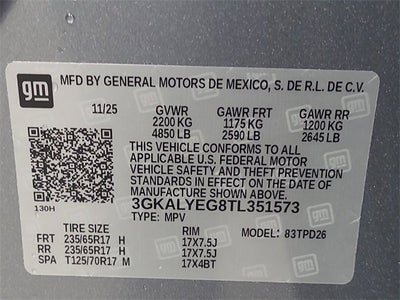 gm
MFD BY GENERAL MOTORS DE MEXICO, S. DE R.L. DE C.V.
11/25 GVWR GAWR FRT GAWR RR
2200 KG 1175 KG 1200 KG
4850 LB 2590 LB 2645 LB
THIS VEHICLE CONFORMS TO ALL
APPLICABLE U.S. FEDERAL MOTOR
VEHICLE SAFETY, AND THEFT
PREVENTION STANDARDS IN
EFFECT ON THE DATE OF
MANUFACTURE SHOWN ABOVE.
3GKALYEG8TL351573
130H
TYPE: MPV
TIRE SIZE RIM MODEL: 83TPD26
FRT 235/65R17 H 17X7.5J
RR 235/65R17 H 17X7.5J
SPA T125/70R17 M 17X4BT